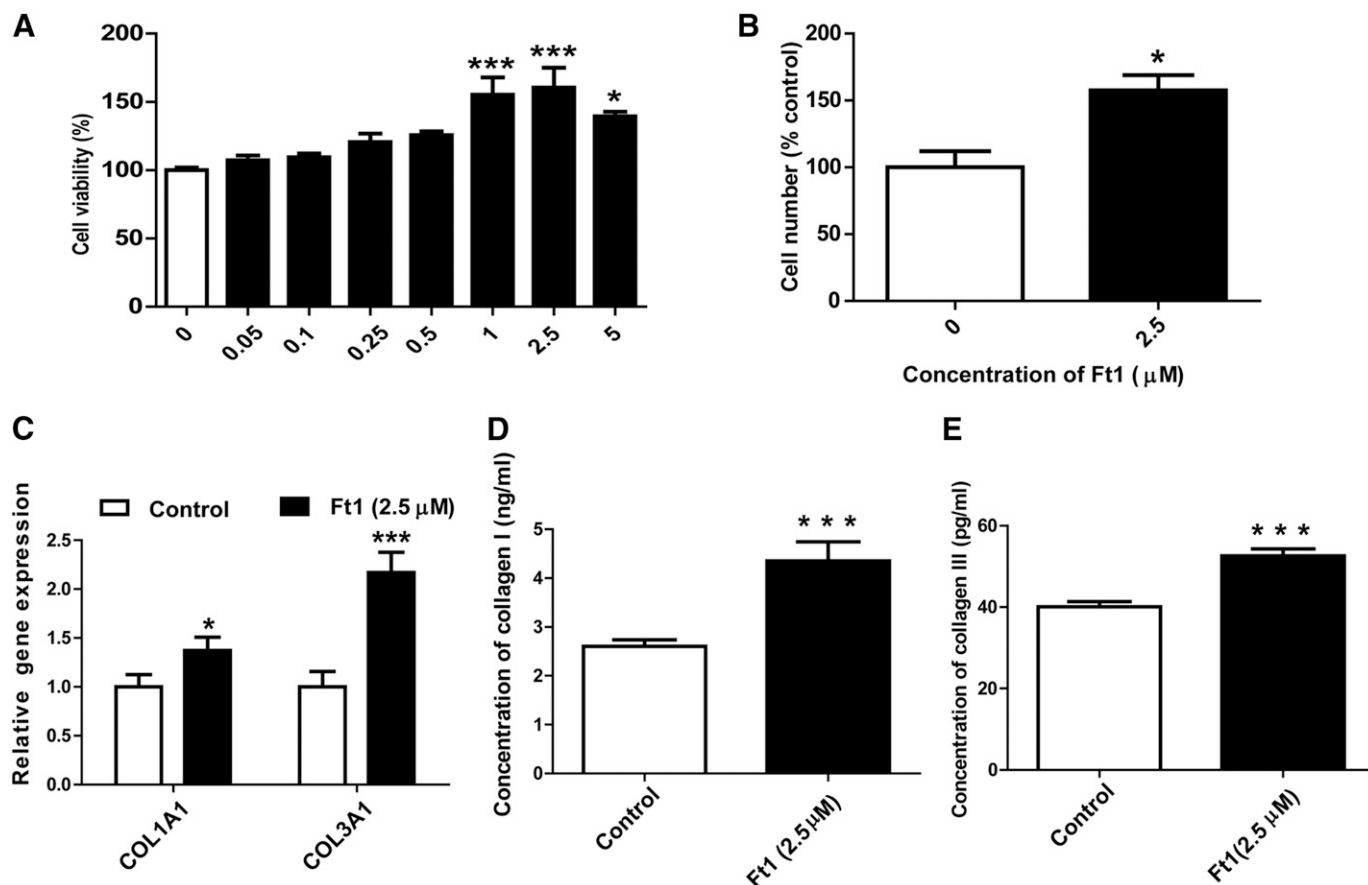 A
Cell viability (%)
200
150
100
50
0
***
***
*
0
0.05
0.1
0.25
0.5
1
2.5
5
B
Cell number (% control)
200
150
100
50
0
*
0
2.5
Concentration of Ft1 ( μM)
C
Control
Ft1 (2.5 μM)
Relative gene expression
2.5
2.0
1.5
1.0
0.5
0.0
*
***
COL1A1
COL3A1
D
Concentration of collagen I (ng/ml)
5
4
3
2
1
0
* * *
Control
Ft1 (2.5 μM)
E
Concentration of collagen III (pg/ml)
60
40
20
0
* * *
Control
Ft1(2.5 μM)